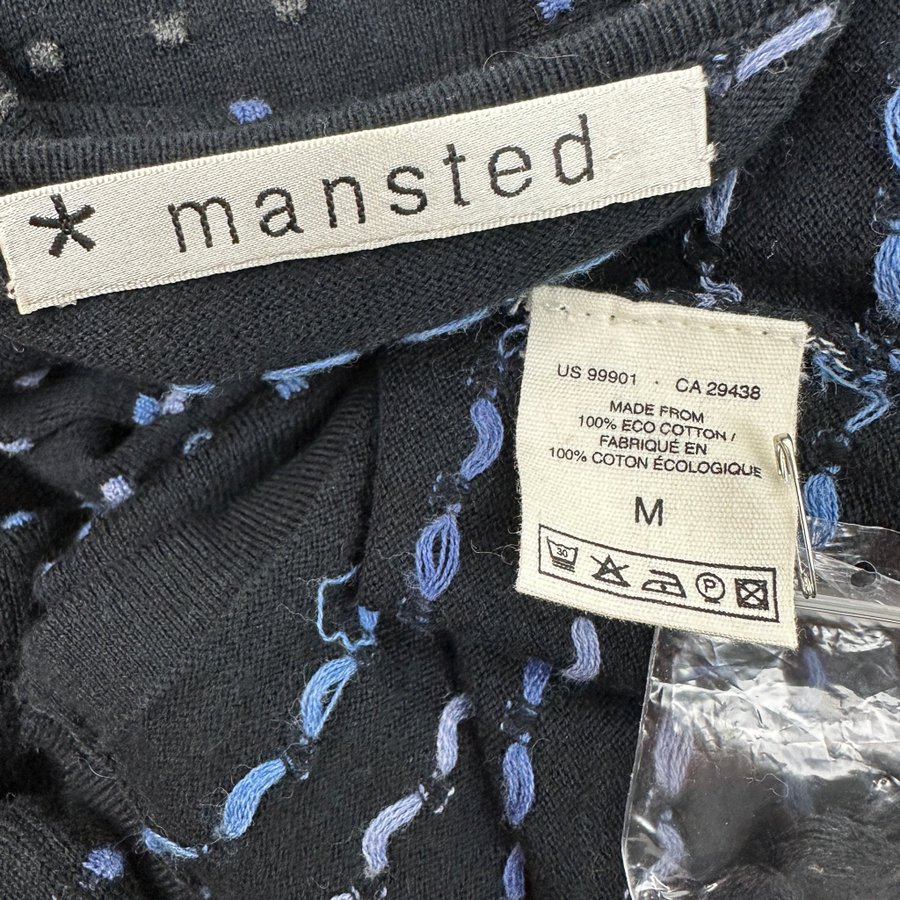 * mansted
US 99901 · CA 29438
MADE FROM
100% ECO COTTON /
FABRIQUÉ EN
100% COTON ÉCOLOGIQUE
M
30 P